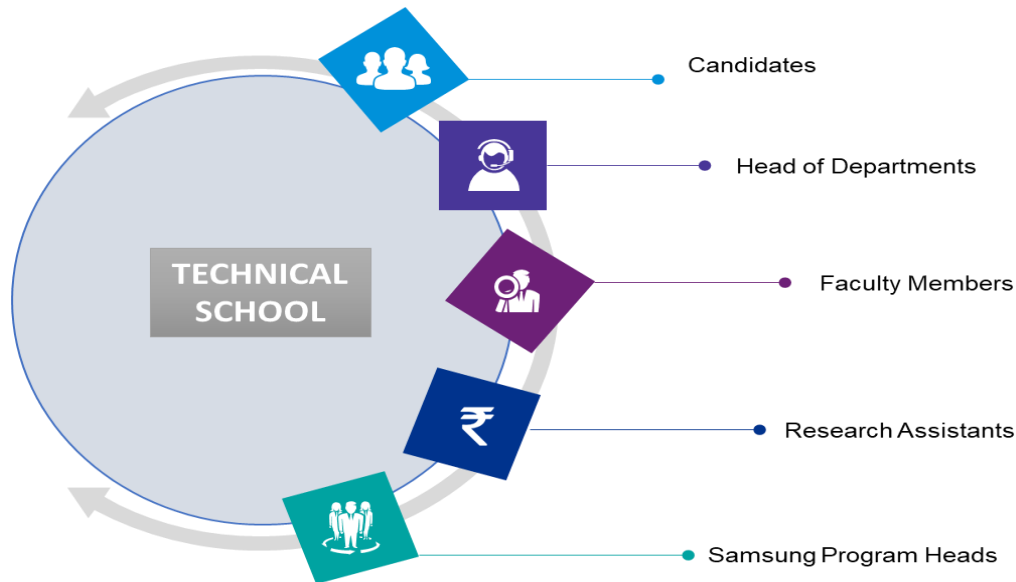 Candidates
Head of Departments
TECHNICAL
SCHOOL
Faculty Members
₹
Research Assistants
Samsung Program Heads